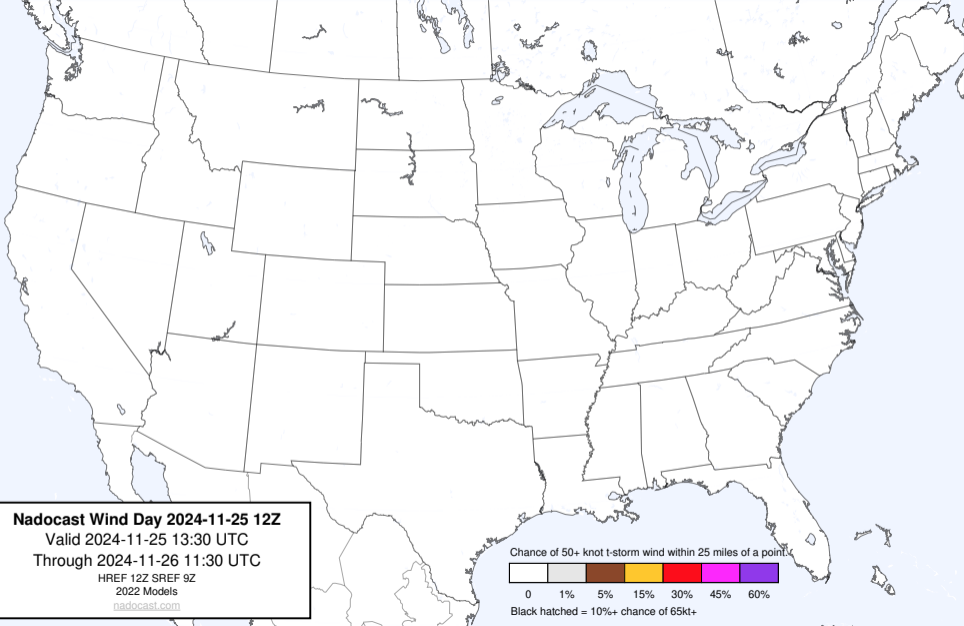 Nadocast Wind Day 2024-11-25 12Z
Valid 2024-11-25 13:30 UTC
Through 2024-11-26 11:30 UTC
HREF 12Z SREF 9Z
2022 Models
nadocast.com
Chance of 50+ knot t-storm wind within 25 miles of a point.
0 1% 5% 15% 30% 45% 60%
Black hatched = 10%+ chance of 65kt+